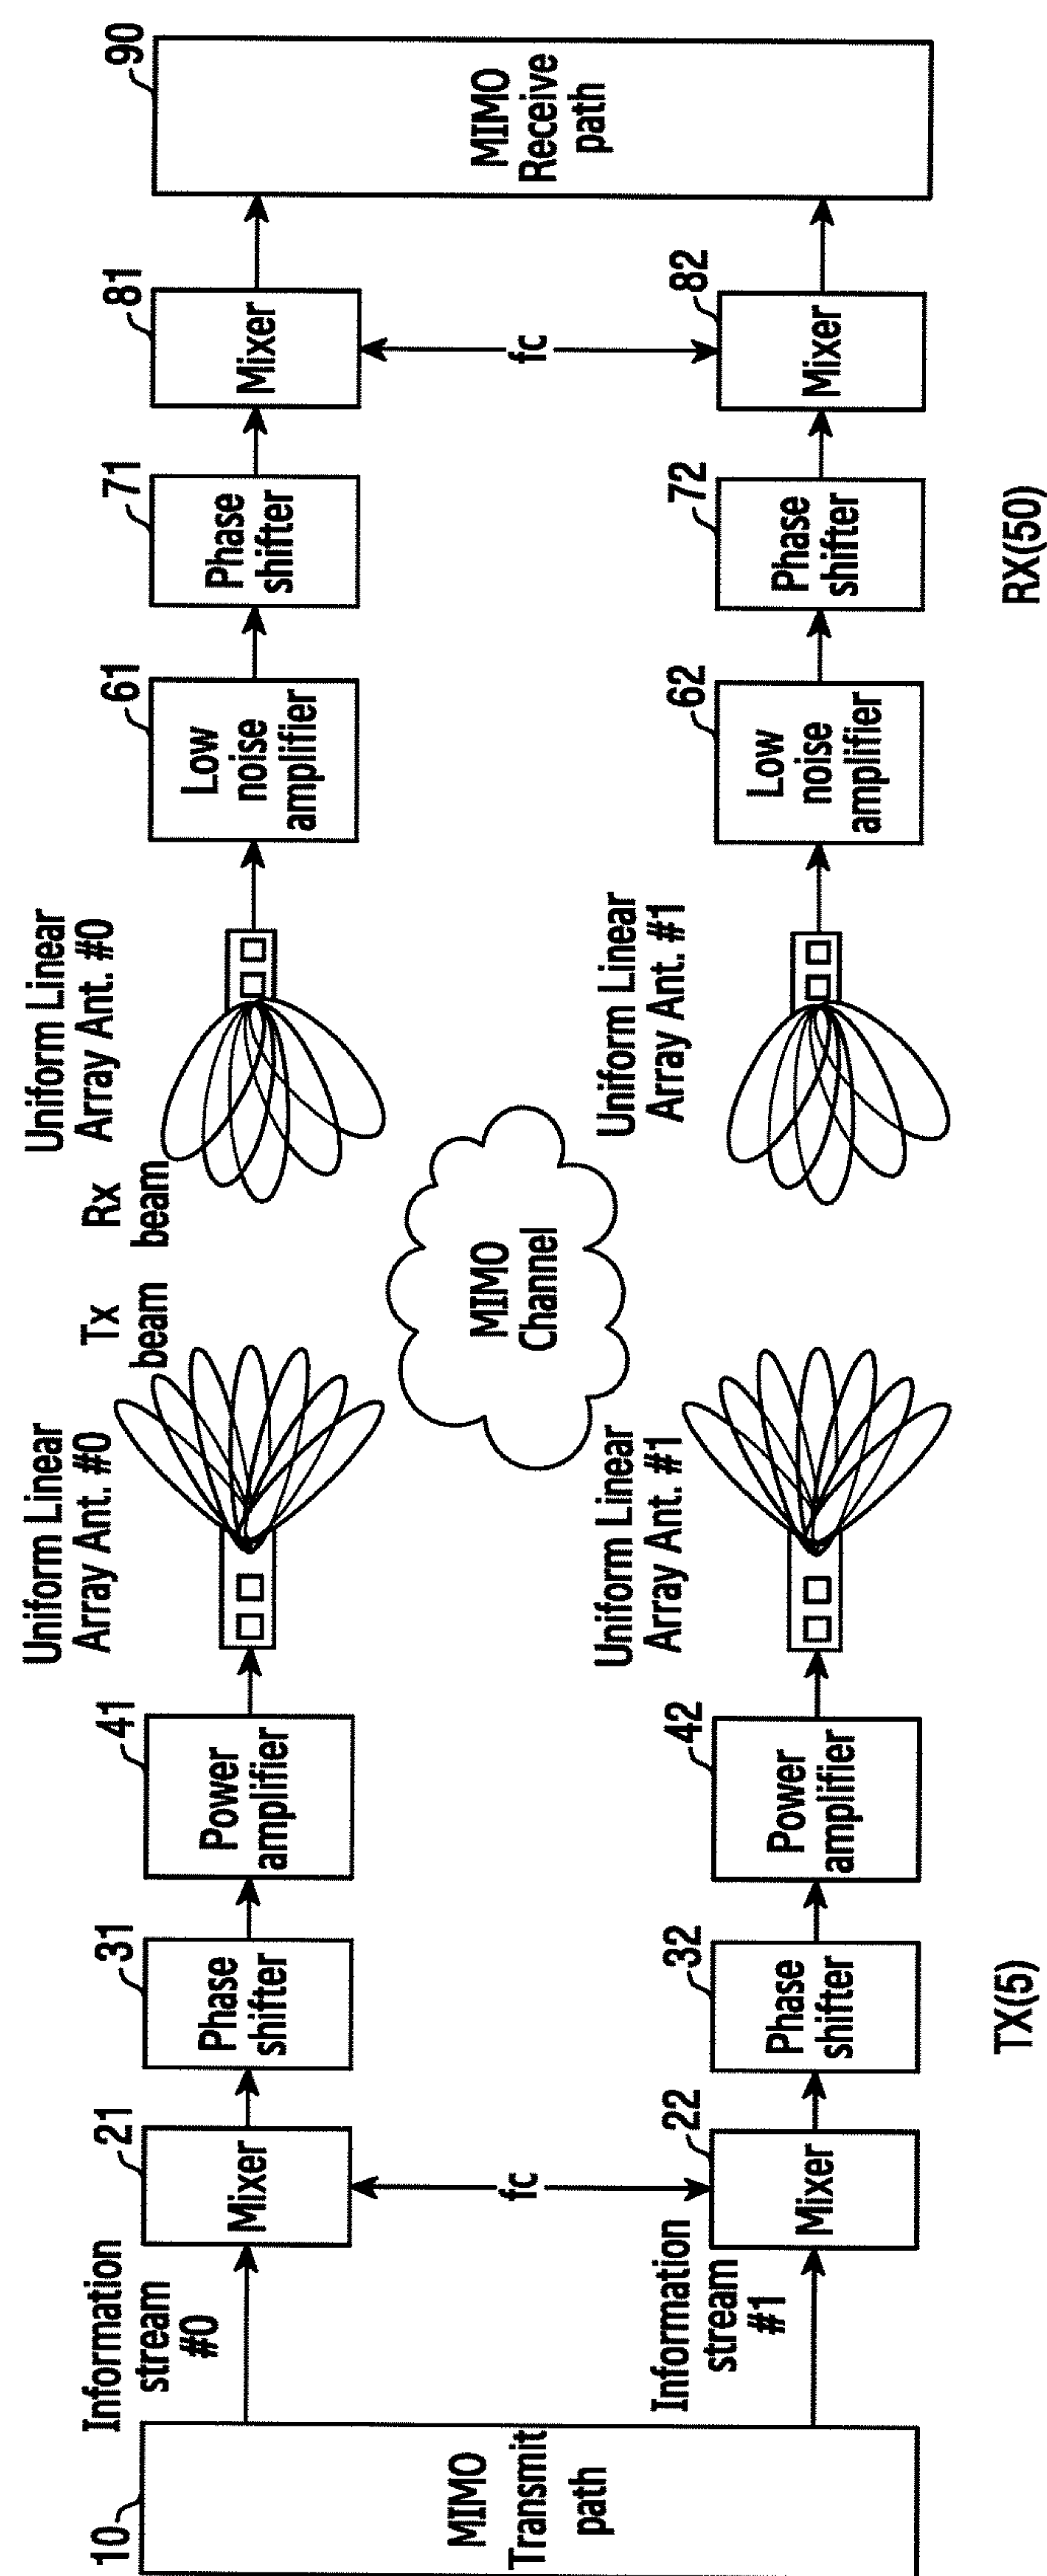 10
MIMO
Transmit
path
Information
stream
#0
21
Mixer
31
Phase
shifter
41
Power
amplifier
Uniform Linear
Array Ant. #0
Tx
beam
Rx
beam
Uniform Linear
Array Ant. #0
61
Low
noise
amplifier
71
Phase
shifter
81
Mixer
90
MIMO
Receive
path
fc
MIMO
Channel
fc
Information
stream
#1
22
Mixer
32
Phase
shifter
42
Power
amplifier
Uniform Linear
Array Ant. #1
Uniform Linear
Array Ant. #1
62
Low
noise
amplifier
72
Phase
shifter
82
Mixer
TX(5)
RX(50)